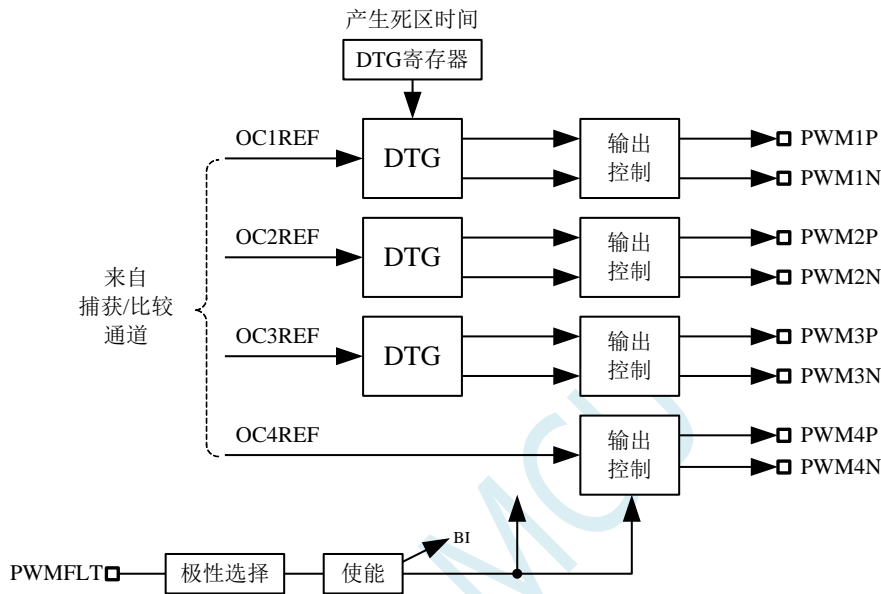 产生死区时间
DTG寄存器
OC1REF
DTG
输出
控制
PWM1P
PWM1N
OC2REF
DTG
输出
控制
PWM2P
PWM2N
来自
捕获/比较
通道
OC3REF
DTG
输出
控制
PWM3P
PWM3N
OC4REF
输出
控制
PWM4P
PWM4N
MCU
BI
PWMFLT
极性选择
使能